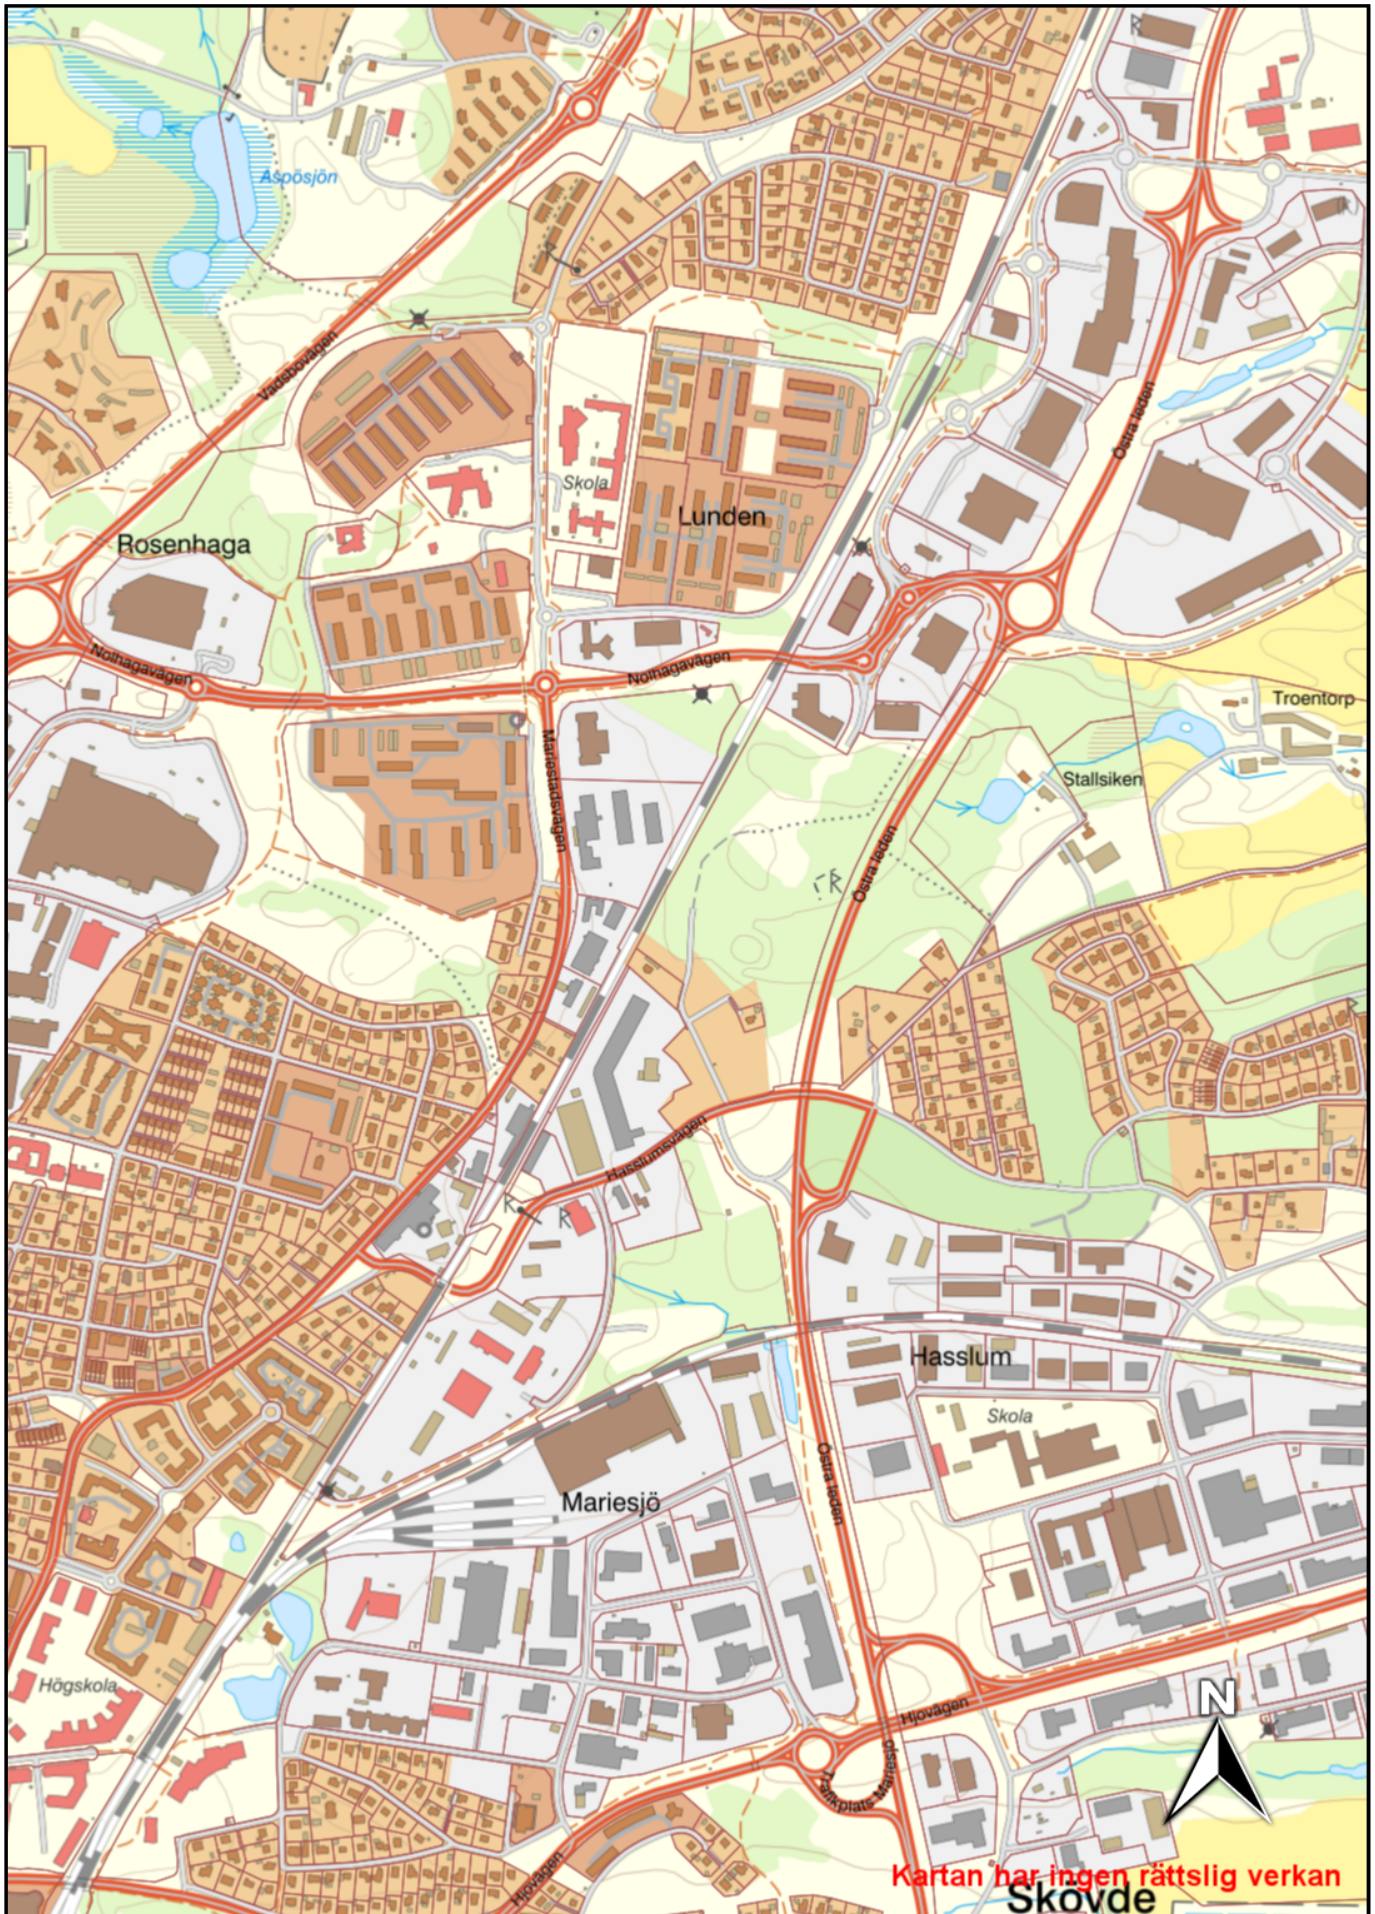 Aspösjön
Vadsbovägen
Östra leden
Skola
Lunden
Rosenhaga
Nolhagavägen
Nolhagavägen
Troentorp
Mariestadsvägen
Stallsiken
Östra leden
Hasslumsvägen
Hasslum
Skola
Östra leden
Mariesjö
Högskola
N
Hjovägen
Trafikplats Mariesjö
Hjovägen
Kartan har ingen rättslig verkan
Skövde